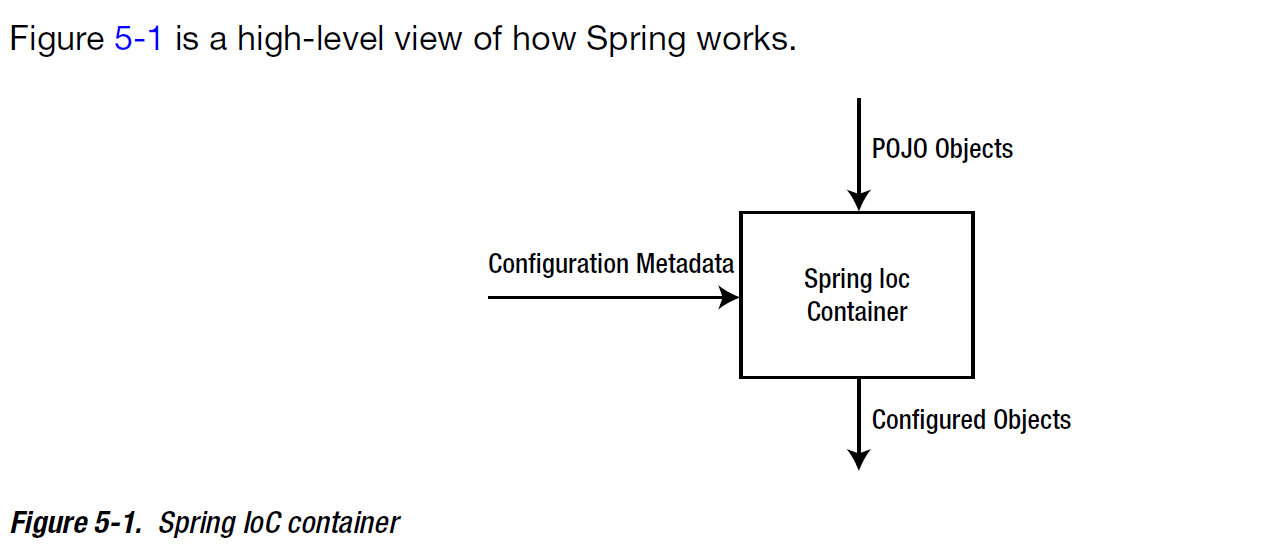 Figure 5-1 is a high-level view of how Spring works.
POJO Objects
Configuration Metadata
Spring Ioc
Container
Configured Objects
Figure 5-1. Spring IoC container